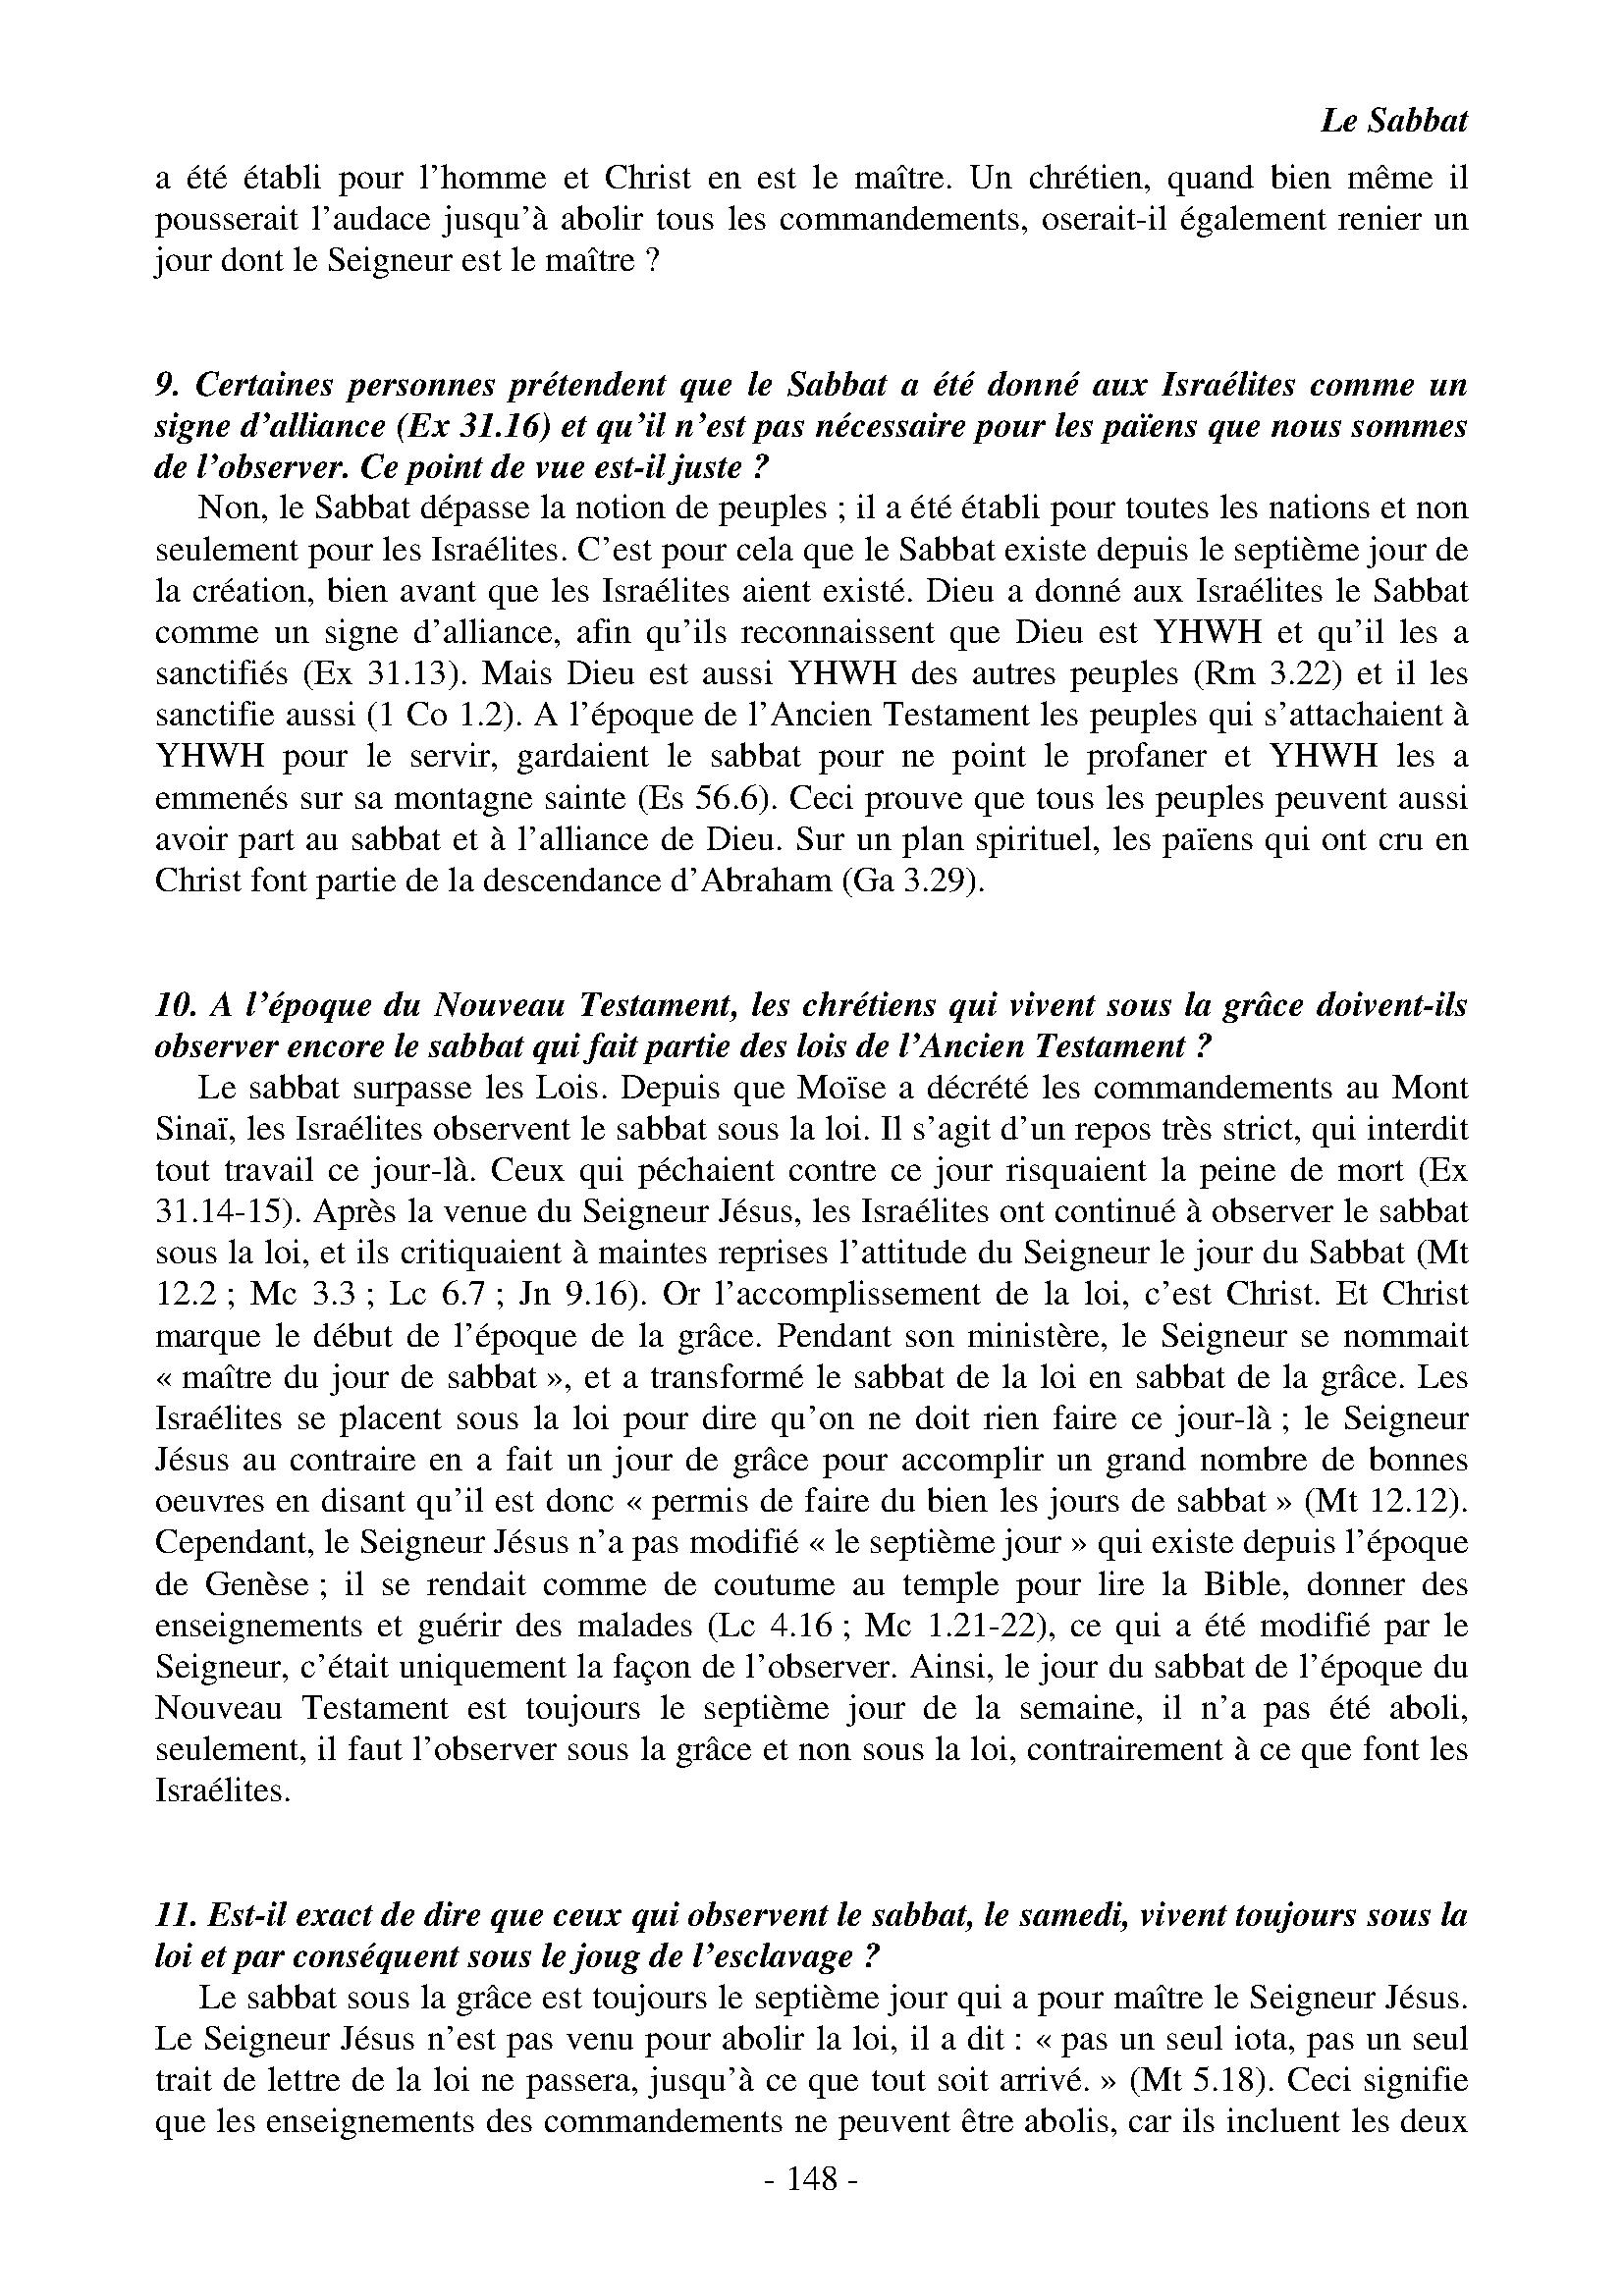 Le Sabbat
a été établi pour l’homme et Christ en est le maître. Un chrétien, quand bien même il
pousserait l’audace jusqu’à abolir tous les commandements, oserait-il également renier un
jour dont le Seigneur est le maître ?
9. Certaines personnes prétendent que le Sabbat a été donné aux Israélites comme un
signe d’alliance (Ex 31.16) et qu’il n’est pas nécessaire pour les païens que nous sommes
de l’observer. Ce point de vue est-il juste ?
Non, le Sabbat dépasse la notion de peuples ; il a été établi pour toutes les nations et non
seulement pour les Israélites. C’est pour cela que le Sabbat existe depuis le septième jour de
la création, bien avant que les Israélites aient existé. Dieu a donné aux Israélites le Sabbat
comme un signe d’alliance, afin qu’ils reconnaissent que Dieu est YHWH et qu’il les a
sanctifiés (Ex 31.13). Mais Dieu est aussi YHWH des autres peuples (Rm 3.22) et il les
sanctifie aussi (1 Co 1.2). A l’époque de l’Ancien Testament les peuples qui s’attachaient à
YHWH pour le servir, gardaient le sabbat pour ne point le profaner et YHWH les a
emmenés sur sa montagne sainte (Es 56.6). Ceci prouve que tous les peuples peuvent aussi
avoir part au sabbat et à l’alliance de Dieu. Sur un plan spirituel, les païens qui ont cru en
Christ font partie de la descendance d’Abraham (Ga 3.29).
10. A l’époque du Nouveau Testament, les chrétiens qui vivent sous la grâce doivent-ils
observer encore le sabbat qui fait partie des lois de l’Ancien Testament ?
Le sabbat surpasse les Lois. Depuis que Moïse a décrété les commandements au Mont
Sinaï, les Israélites observent le sabbat sous la loi. Il s’agit d’un repos très strict, qui interdit
tout travail ce jour-là. Ceux qui péchaient contre ce jour risquaient la peine de mort (Ex
31.14-15). Après la venue du Seigneur Jésus, les Israélites ont continué à observer le sabbat
sous la loi, et ils critiquaient à maintes reprises l’attitude du Seigneur le jour du Sabbat (Mt
12.2 ; Mc 3.3 ; Lc 6.7 ; Jn 9.16). Or l’accomplissement de la loi, c’est Christ. Et Christ
marque le début de l’époque de la grâce. Pendant son ministère, le Seigneur se nommait
« maître du jour de sabbat », et a transformé le sabbat de la loi en sabbat de la grâce. Les
Israélites se placent sous la loi pour dire qu’on ne doit rien faire ce jour-là ; le Seigneur
Jésus au contraire en a fait un jour de grâce pour accomplir un grand nombre de bonnes
oeuvres en disant qu’il est donc « permis de faire du bien les jours de sabbat » (Mt 12.12).
Cependant, le Seigneur Jésus n’a pas modifié « le septième jour » qui existe depuis l’époque
de Genèse ; il se rendait comme de coutume au temple pour lire la Bible, donner des
enseignements et guérir des malades (Lc 4.16 ; Mc 1.21-22), ce qui a été modifié par le
Seigneur, c’était uniquement la façon de l’observer. Ainsi, le jour du sabbat de l’époque du
Nouveau Testament est toujours le septième jour de la semaine, il n’a pas été aboli,
seulement, il faut l’observer sous la grâce et non sous la loi, contrairement à ce que font les
Israélites.
11. Est-il exact de dire que ceux qui observent le sabbat, le samedi, vivent toujours sous la
loi et par conséquent sous le joug de l’esclavage ?
Le sabbat sous la grâce est toujours le septième jour qui a pour maître le Seigneur Jésus.
Le Seigneur Jésus n’est pas venu pour abolir la loi, il a dit : « pas un seul iota, pas un seul
trait de lettre de la loi ne passera, jusqu’à ce que tout soit arrivé. » (Mt 5.18). Ceci signifie
que les enseignements des commandements ne peuvent être abolis, car ils incluent les deux
- 148 -